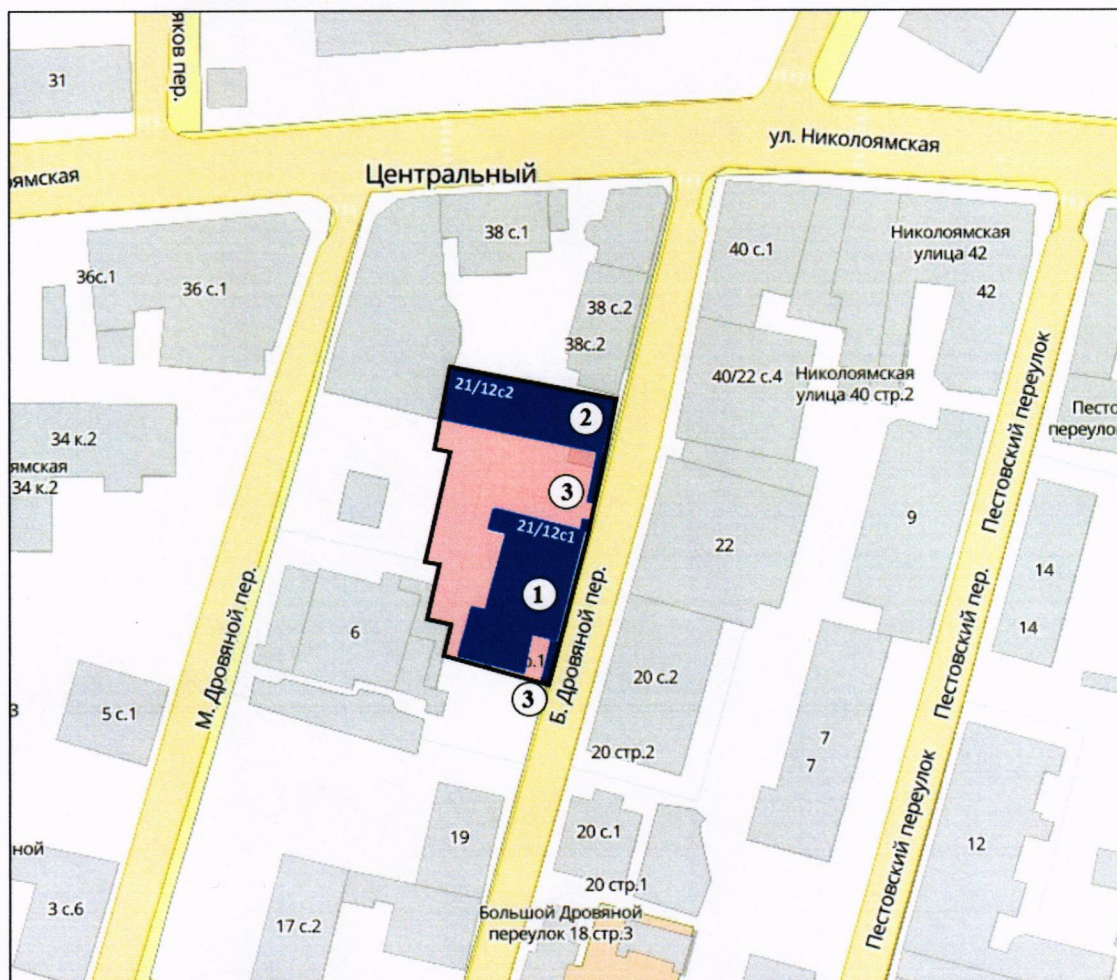 31
яков пер.
ул. Николоямская
оямская
Центральный
38 с.1
40 с.1
Николоямская
улица 42
42
36с.1
36 с.1
38 с.2
38с.2
40/22 с.4
Николоямская
улица 40 стр.2
Песто
переулок
21/12с2
2
34 к.2
ямская
34 к.2
3
21/12с1
22
9
Пестовский переулок
14
14
1
6
р.1
3
М. Дровяной пер.
Б. Дровяной пер.
20 с.2
Пестовский пер.
5 с.1
20 стр.2
7
7
Пестовский переулок
19
20 с.1
12
ной
20 стр.1
3 с.6
17 с.2
Большой Дровяной
переулок 18 стр.3